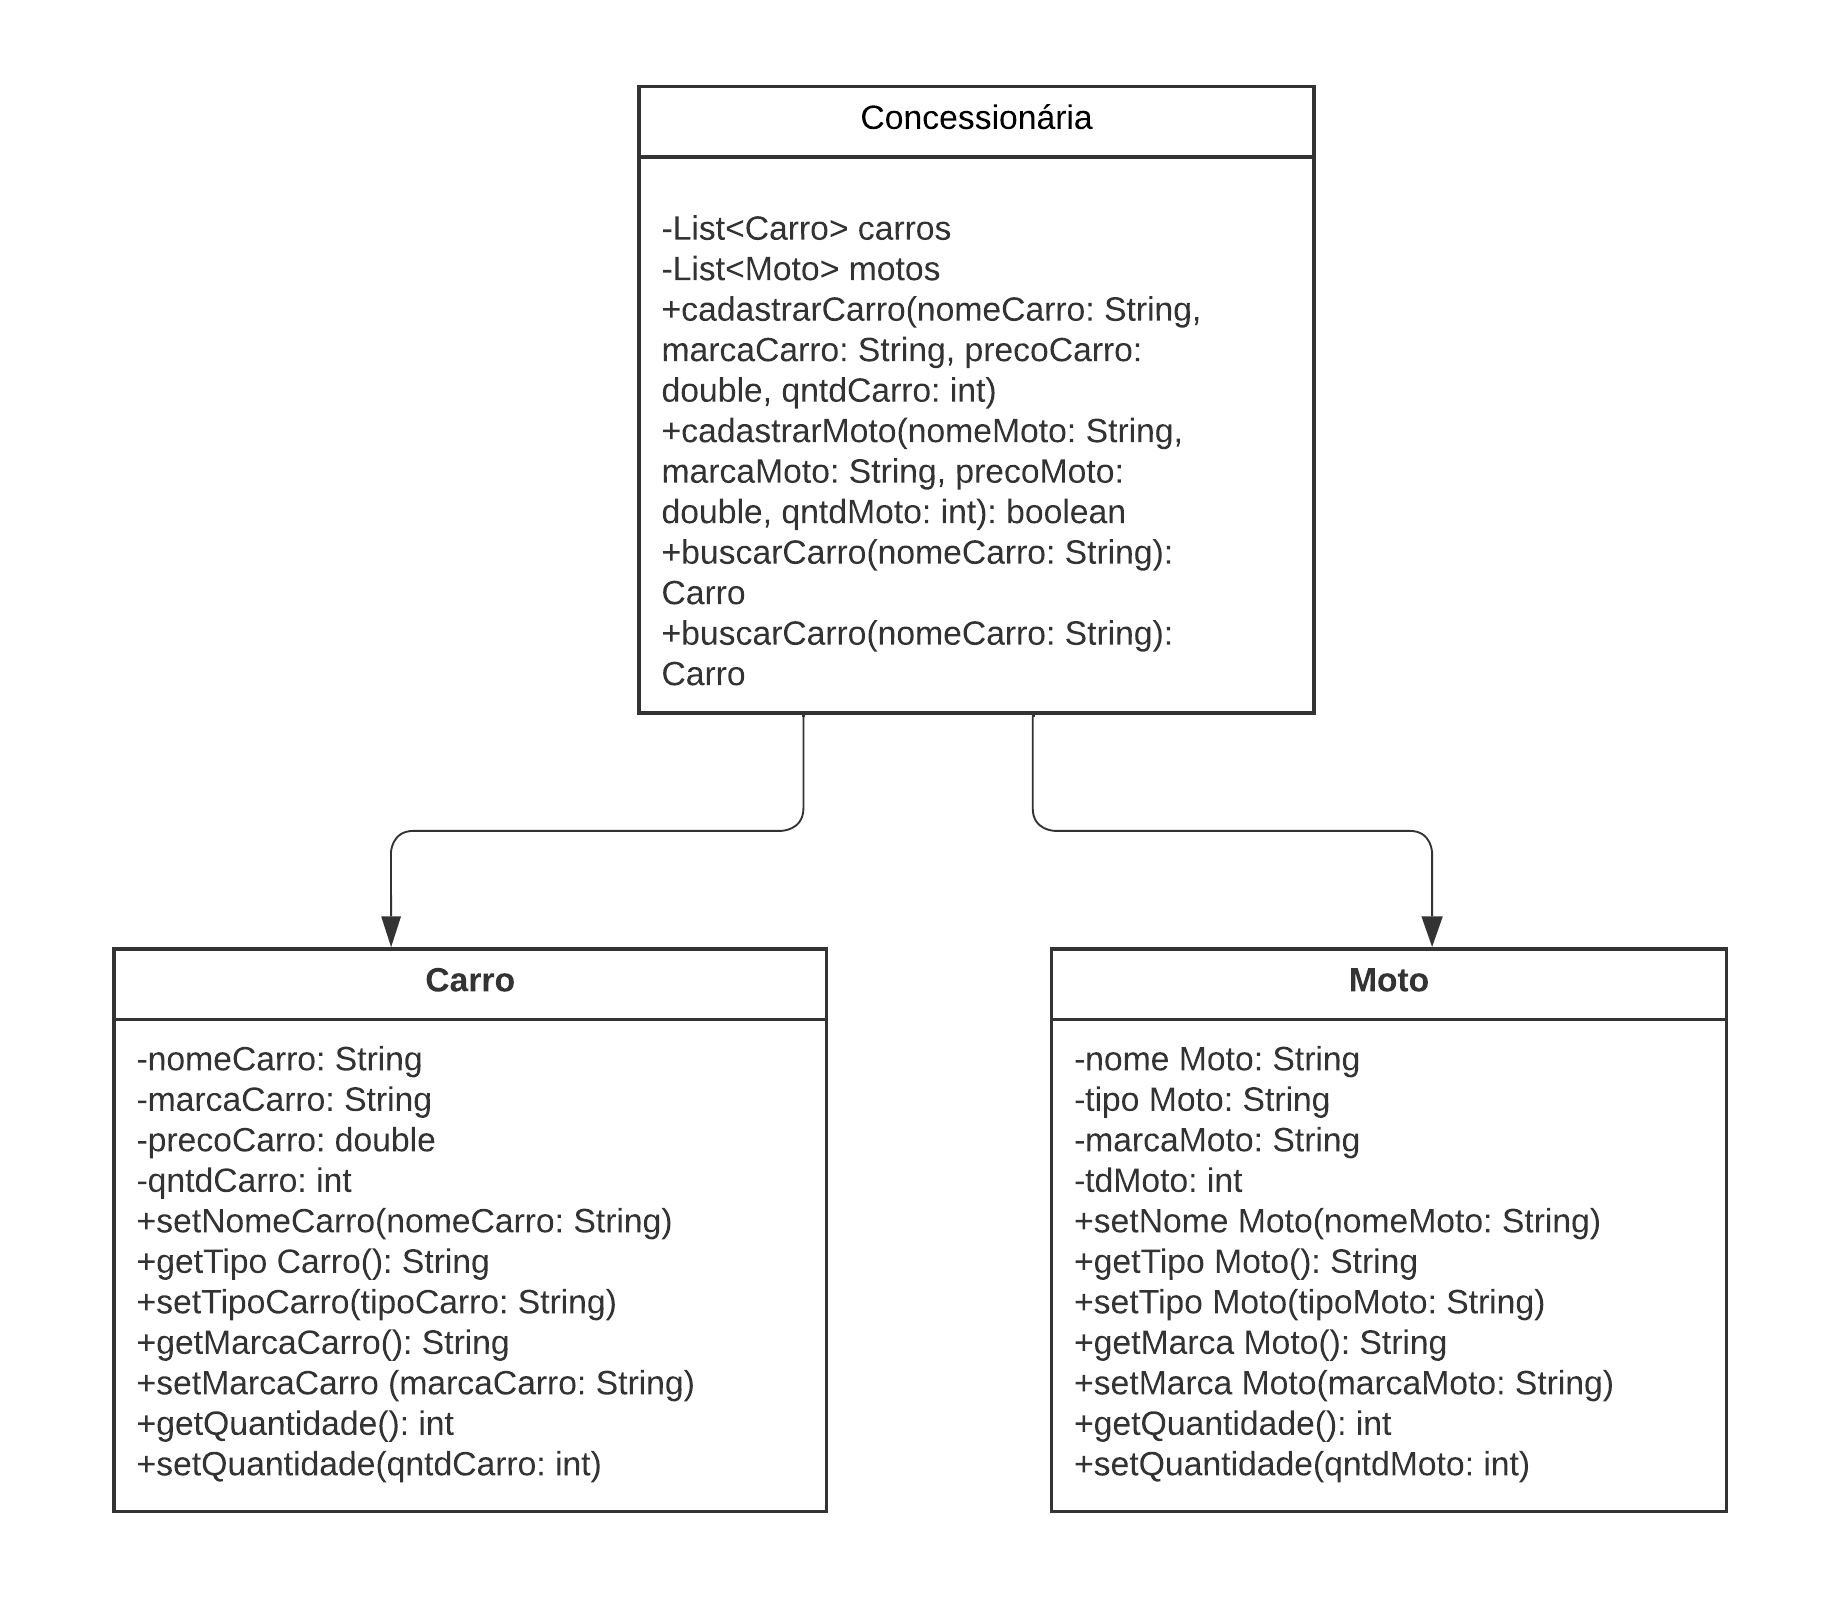 Concessionária
-List<Carro> carros
-List<Moto> motos
+cadastrarCarro(nomeCarro: String,
marcaCarro: String, precoCarro:
double, qntdCarro: int)
+cadastrarMoto(nomeMoto: String,
marcaMoto: String, precoMoto:
double, qntdMoto: int): boolean
+buscarCarro(nomeCarro: String):
Carro
+buscarCarro(nomeCarro: String):
Carro
Carro
-nomeCarro: String
-marcaCarro: String
-precoCarro: double
-qntdCarro: int
+setNomeCarro(nomeCarro: String)
+getTipo Carro(): String
+setTipoCarro(tipoCarro: String)
+getMarcaCarro(): String
+setMarcaCarro (marcaCarro: String)
+getQuantidade(): int
+setQuantidade(qntdCarro: int)
Moto
-nome Moto: String
-tipo Moto: String
-marcaMoto: String
-tdMoto: int
+setNome Moto(nomeMoto: String)
+getTipo Moto(): String
+setTipo Moto(tipoMoto: String)
+getMarca Moto(): String
+setMarca Moto(marcaMoto: String)
+getQuantidade(): int
+setQuantidade(qntdMoto: int)